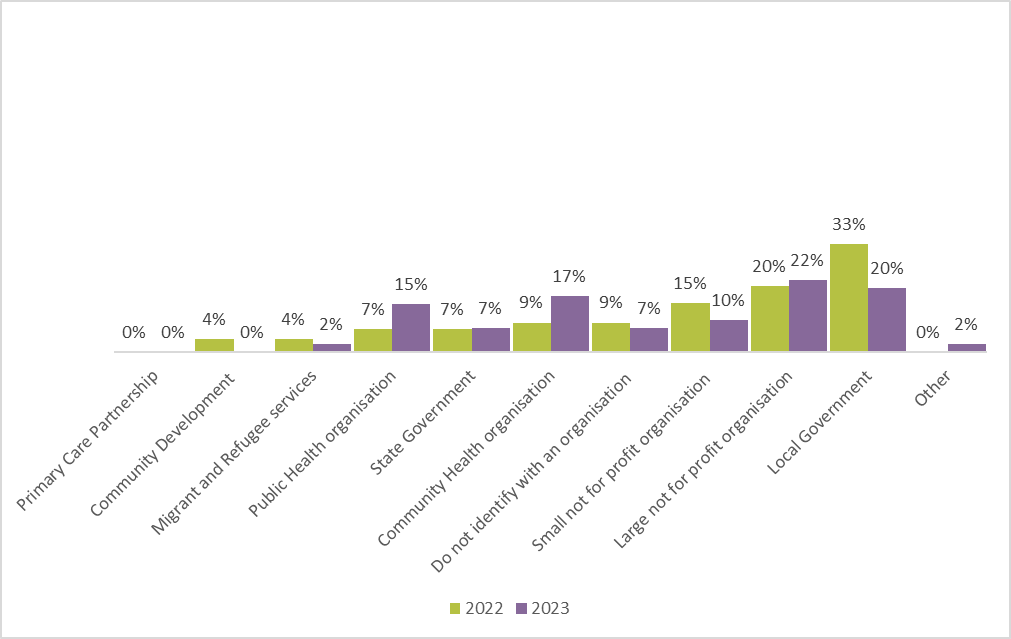 33%
22%
20%
20%
17%
15%
15%
10%
9%
9%
7%
7%
7%
7%
4%
4%
2%
2%
0%
0%
0%
0%
Primary Care Partnership
Community Development
Migrant and Refugee services
Public Health organisation
State Government
Community Health organisation
Do not identify with an organisation
Small not for profit organisation
Large not for profit organisation
Local Government
Other
2022
2023